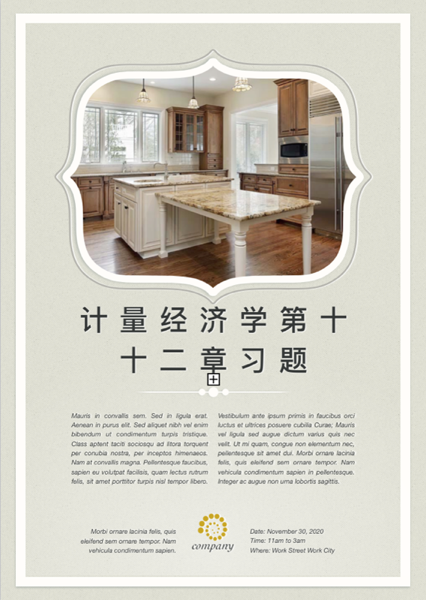 计量经济学第十
十二章习题
Mauris in convallis sem. Sed in ligula erat.
Aenean in purus elit. Sed aliquet nibh vel enim
bibendum ut condimentum turpis tristique.
Class aptent taciti sociosqu ad litora torquent
per conubia nostra, per inceptos himenaeos.
Nam at convallis magna. Pellentesque faucibus,
sapien eu volutpat facilisis, quam lectus rutrum
felis, sit amet porttitor turpis nisl tempor libero.
Vestibulum ante ipsum primis in faucibus orci
luctus et ultrices posuere cubilia Curae; Mauris
vel ligula sed augue dictum varius quis nec
velit. Ut mi quam, congue non elementum nec,
pellentesque sit amet dui. Morbi ornare lacinia
felis, quis eleifend sem ornare tempor. Nam
vehicula condimentum sapien in pellentesque.
Integer ac augue non urna lobortis sagittis.
Morbi ornare lacinia felis, quis
eleifend sem ornare tempor. Nam
vehicula condimentum sapien.
company
Date: November 30, 2020
Time: 11am to 3am
Where: Work Street Work City